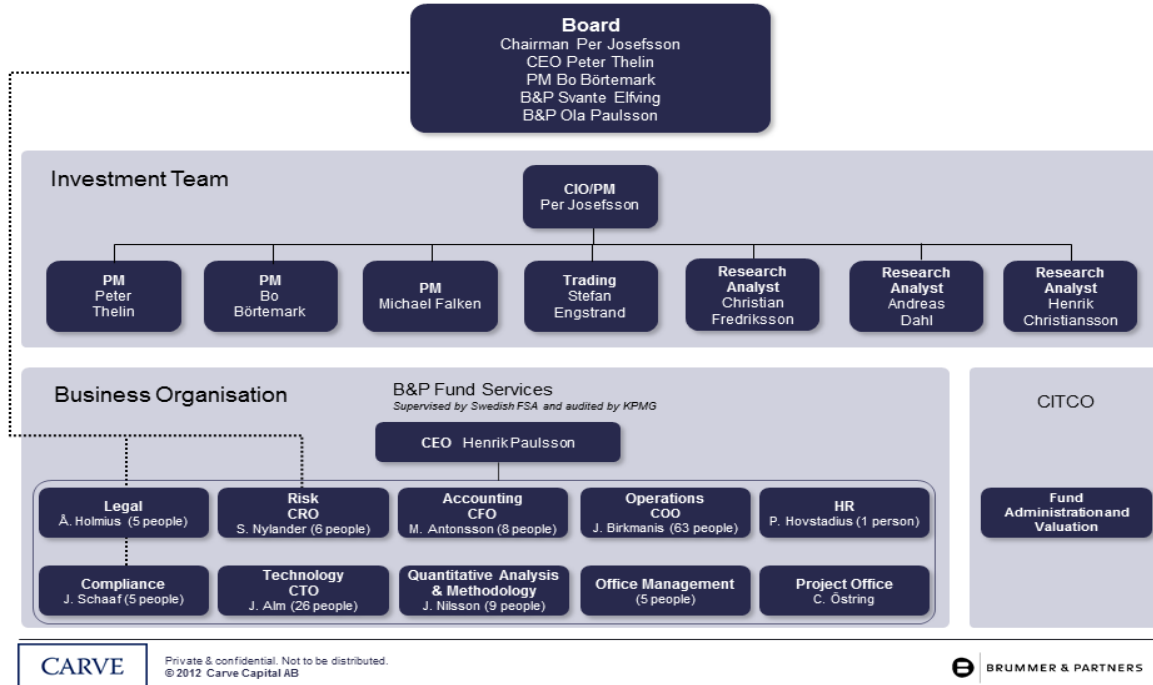 Board
Chairman Per Josefsson
CEO Peter Thelin
PM Bo Börtemark
B&P Svante Elfving
B&P Ola Paulsson
Investment Team
CIO/PM
Per Josefsson
PM
Peter
Thelin
PM
Bo
Börtemark
PM
Michael Falken
Trading
Stefan
Engstrand
Research
Analyst
Christian
Fredriksson
Research
Analyst
Andreas
Dahl
Research
Analyst
Henrik
Christiansson
Business Organisation
B&P Fund Services
Supervised by Swedish FSA and audited by KPMG
CEO Henrik Paulsson
Legal
Å. Holmius (5 people)
Risk
CRO
S. Nylander (6 people)
Accounting
CFO
M. Antonsson (8 people)
Operations
COO
J. Birkmanis (63 people)
HR
P. Hovstadius (1 person)
Compliance
J. Schaaf (5 people)
Technology
CTO
J. Alm (26 people)
Quantitative Analysis
& Methodology
J. Nilsson (9 people)
Office Management
(5 people)
Project Office
C. Östring
CITCO
Fund
Administration and
Valuation
CARVE
Private & confidential. Not to be distributed.
© 2012 Carve Capital AB
BRUMMER & PARTNERS